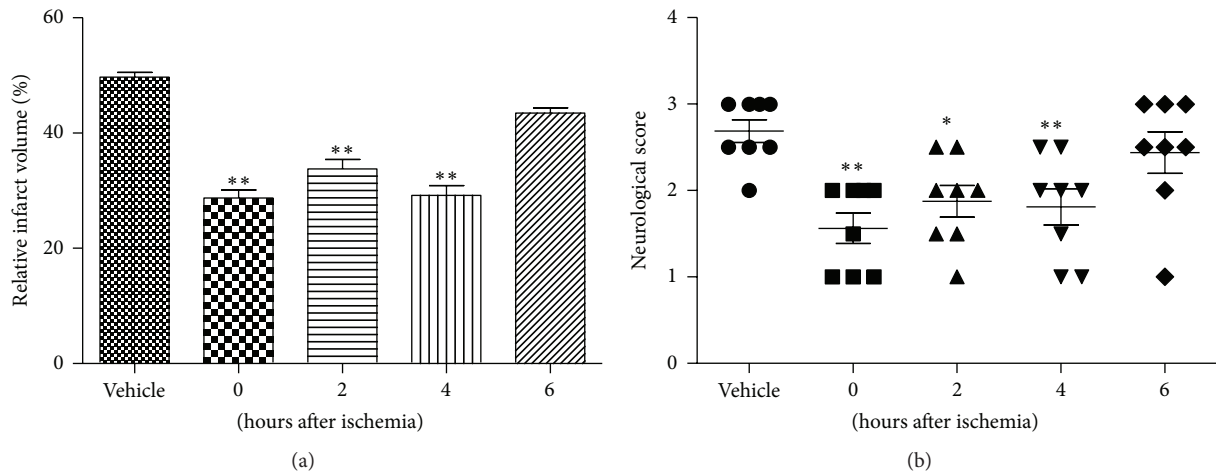 Relative infarct volume (%)
60
40
20
0
**
**
**
Vehicle 0 2 4 6
(hours after ischemia)
(a)
Neurological score
4
3
2
1
0
**
*
**
Vehicle 0 2 4 6
(hours after ischemia)
(b)